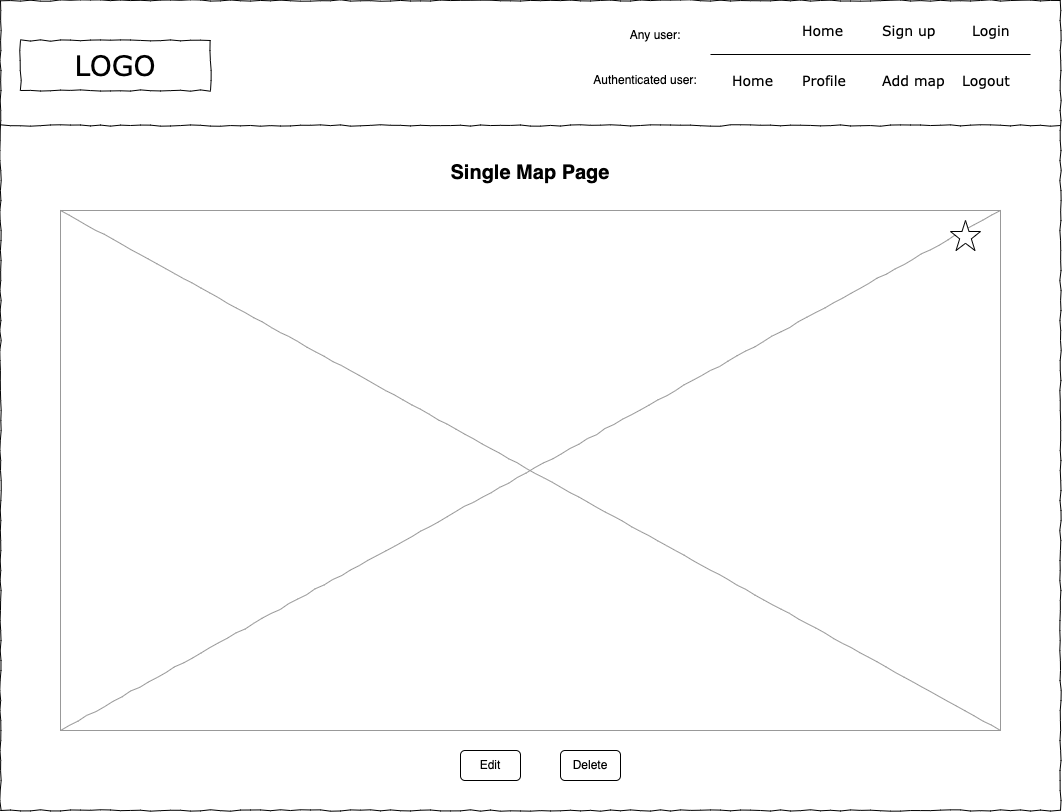 LOGO
Any user:
Home Sign up Login
Authenticated user:
Home Profile Add map Logout
Single Map Page
Edit Delete